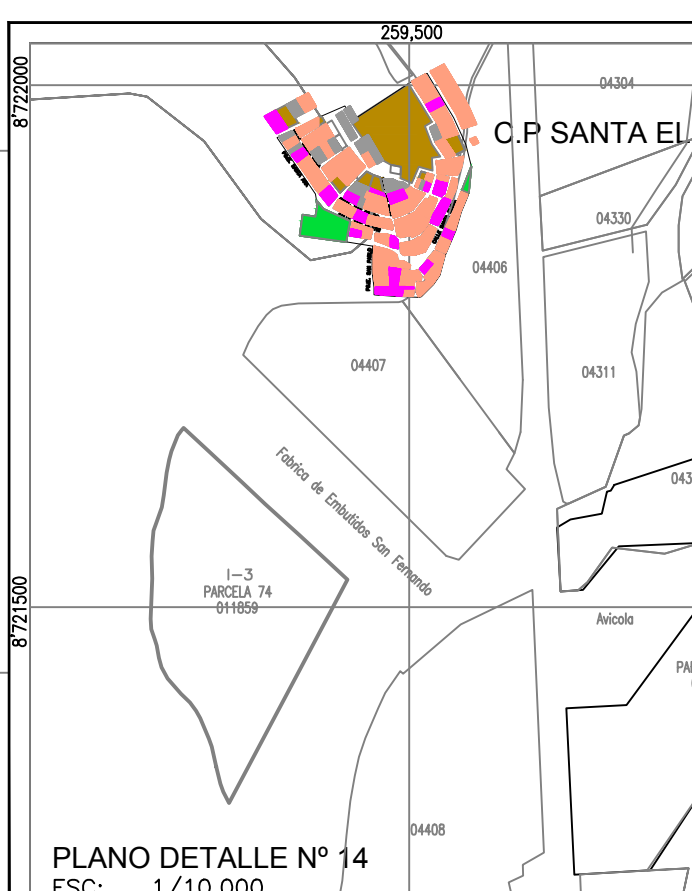 259,500
8'722000
04304
C.P SANTA EL
04330
04406
04407
04311
Fabrica de Embutidos San Fernando
043
I-3
PARCELA 74
011859
8'721500
Avicola
PA
04408
PLANO DETALLE Nº 14
ESC: 1/10,000